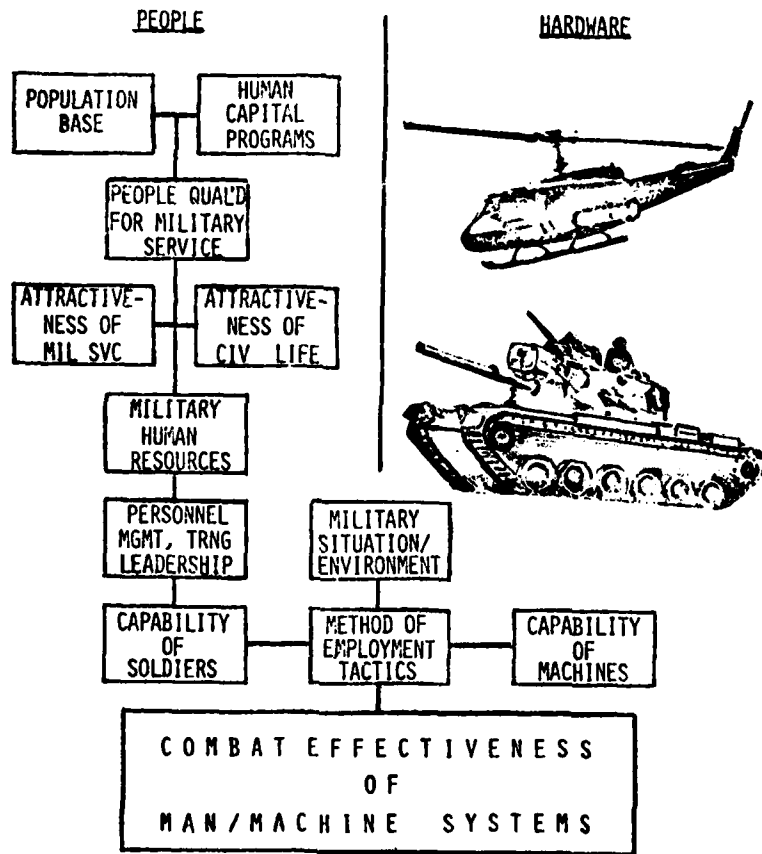 PEOPLE
HARDWARE
POPULATION
BASE
HUMAN
CAPITAL
PROGRAMS
PEOPLE QUAL'D
FOR MILITARY
SERVICE
ATTRACTIVE-
NESS OF
MIL SVC
ATTRACTIVE-
NESS OF
CIV LIFE
MILITARY
HUMAN
RESOURCES
PERSONNEL
MGMT, TRNG
LEADERSHIP
MILITARY
SITUATION/
ENVIRONMENT
CAPABILITY
OF
SOLDIERS
METHOD OF
EMPLOYMENT
TACTICS
CAPABILITY
OF
MACHINES
COMBAT EFFECTIVENESS
OF
MAN/MACHINE SYSTEMS